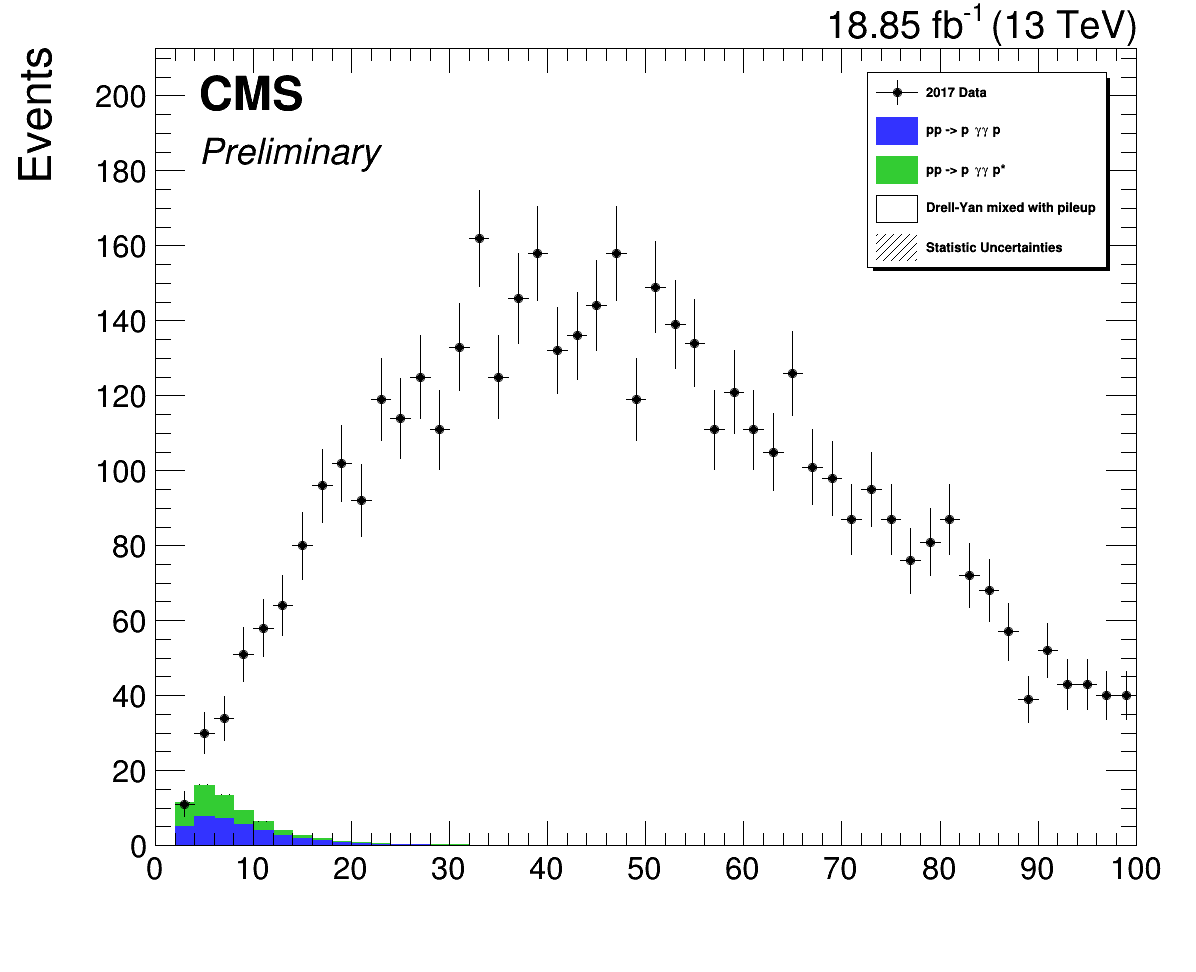 18.85 fb⁻¹ (13 TeV)
Events
CMS
Preliminary
2017 Data
pp -> p γγ p
pp -> p γγ p*
Drell-Yan mixed with pileup
Statistic Uncertainties
200
180
160
140
120
100
80
60
40
20
0
0 10 20 30 40 50 60 70 80 90 100